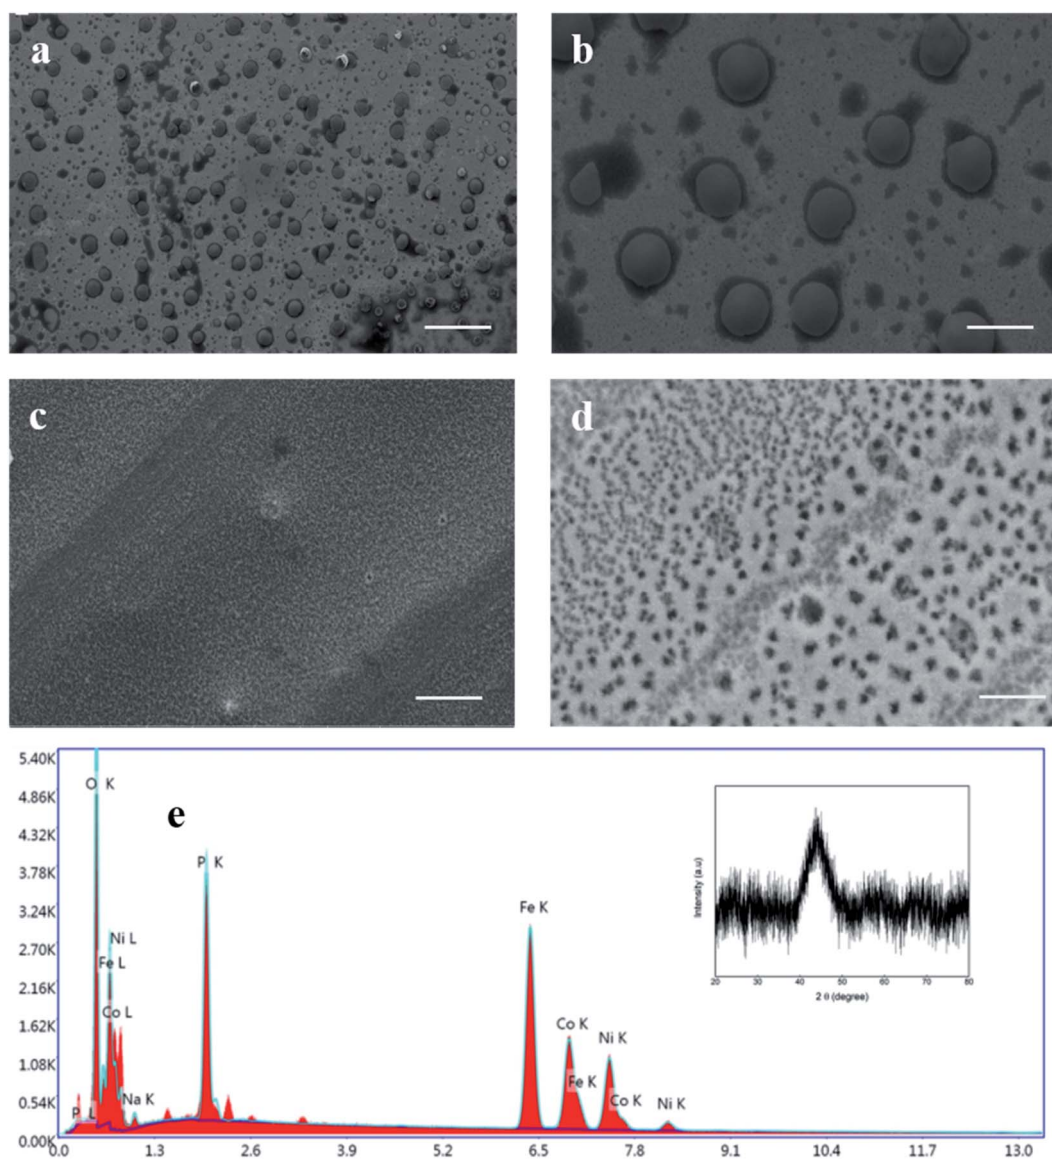 a
b
c
d
e
5.40K
4.86K
4.32K
3.78K
3.24K
2.70K
2.16K
1.62K
1.08K
0.54K
0.00K
O K
Ni L
Fe L
Co L
P L
Na K
P K
Fe K
Co K
Fe K
Ni K
Co K
Ni K
0.0 1.3 2.6 3.9 5.2 6.5 7.8 9.1 10.4 11.7 13.0
Intensity (a.u)
20 30 40 50 60 70 80
2 θ (degree)